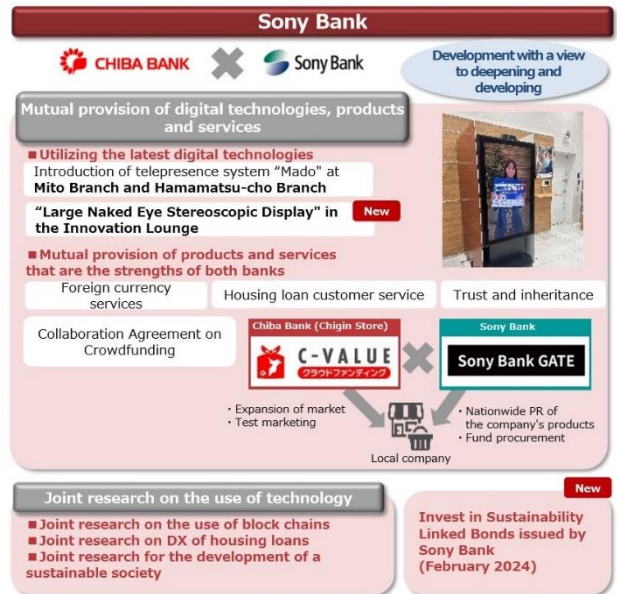 Sony Bank
CHIBA BANK
Sony Bank
Development with a view
to deepening and
developing
Mutual provision of digital technologies, products
and services
■Utilizing the latest digital technologies
Introduction of telepresence system “Mado” at
Mito Branch and Hamamatsu-cho Branch
“Large Naked Eye Stereoscopic Display" in
the Innovation Lounge
New
■Mutual provision of products and services
that are the strengths of both banks
Foreign currency
services
Housing loan customer service
Trust and inheritance
Collaboration Agreement on
Crowdfunding
Chiba Bank (Chigin Store)
C-VALUE
クラウドファンディング
Sony Bank
Sony Bank GATE
・Expansion of market
・Test marketing
・Nationwide PR of
the company's products
・Fund procurement
Local company
Joint research on the use of technology
■Joint research on the use of block chains
■Joint research on DX of housing loans
■Joint research for the development of a
sustainable society
New
Invest in Sustainability
Linked Bonds issued by
Sony Bank
(February 2024)